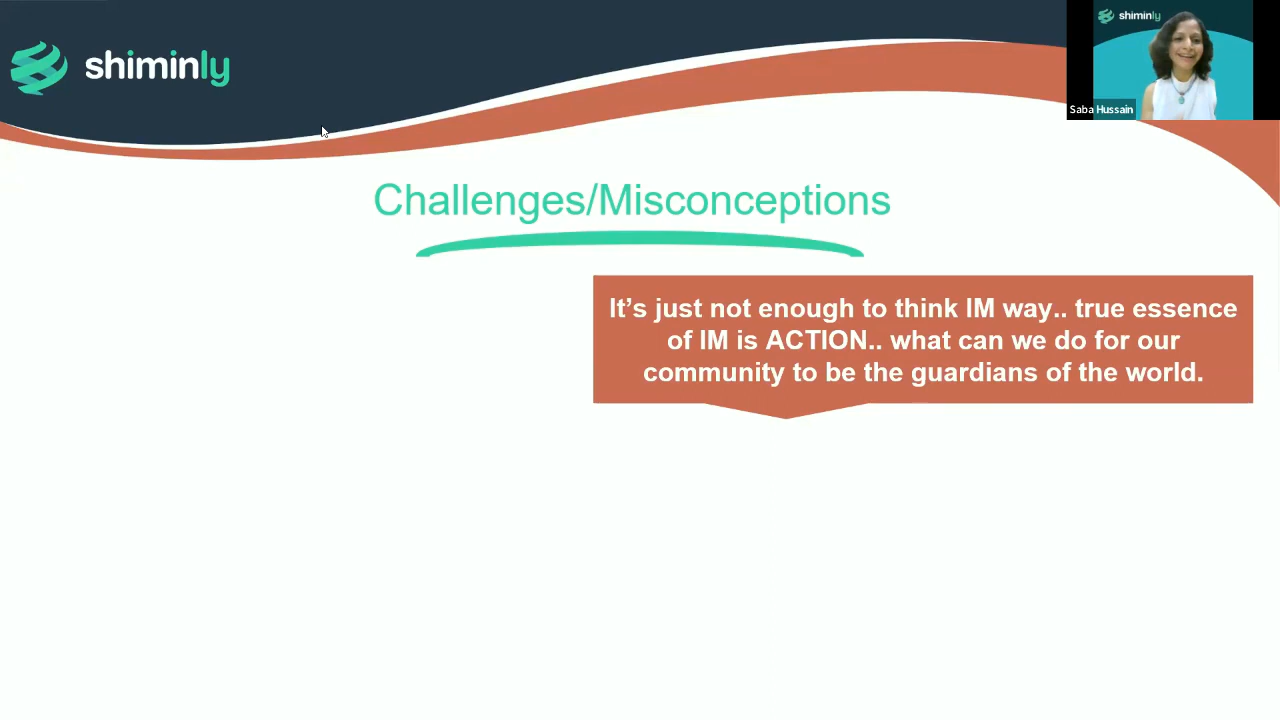 shiminly
shiminly
Saba Hussain
Challenges/Misconceptions
It’s just not enough to think IM way.. true essence
of IM is ACTION.. what can we do for our
community to be the guardians of the world.